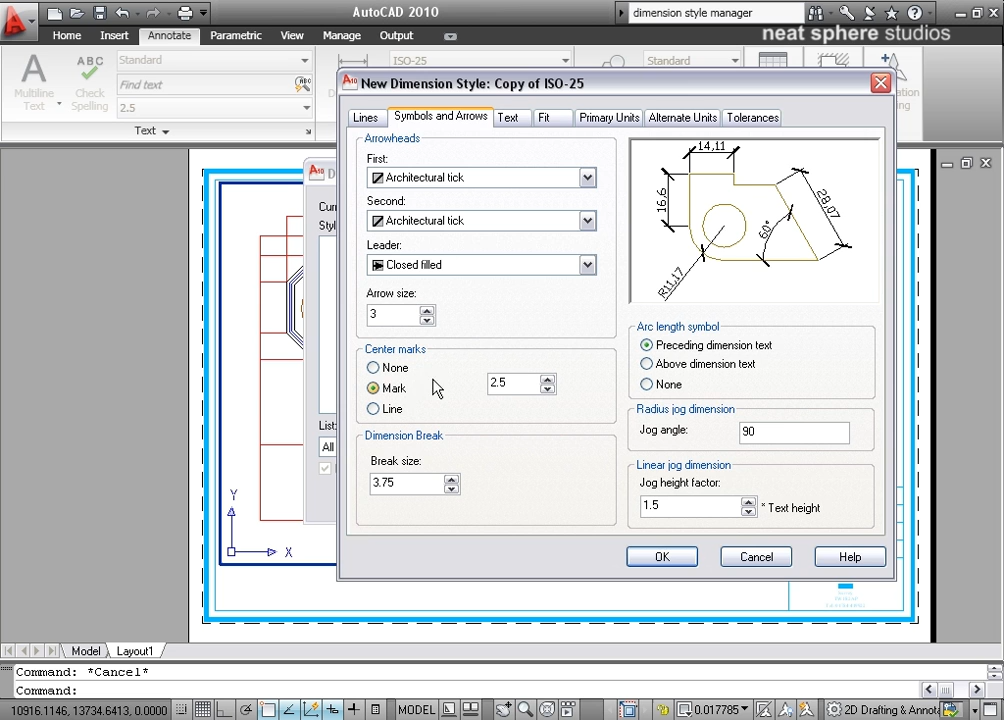 AutoCAD 2010
dimension style manager
Home
Insert
Annotate
Parametric
View
Manage
Output
neat sphere studios
Multiline
Text
ABC
Check
Spelling
Standard
Find text
2.5
ISO-25
Standard
Text
New Dimension Style: Copy of ISO-25
Lines
Symbols and Arrows
Text
Fit
Primary Units
Alternate Units
Tolerances
Arrowheads
First:
Architectural tick
Second:
Architectural tick
Leader:
Closed filled
Arrow size:
3
Center marks
None
Mark
Line
2.5
Dimension Break
Break size:
3.75
14,11
16,6
28,07
60°
R11,17
Arc length symbol
Preceding dimension text
Above dimension text
None
Radius jog dimension
Jog angle:
90
Linear jog dimension
Jog height factor:
1.5
* Text height
OK
Cancel
Help
List:
All
Y
X
Model
Layout1
Command: *Cancel*
Command:
10916.1146, 13734.6413, 0.0000
MODEL
0.017785
2D Drafting & Annota